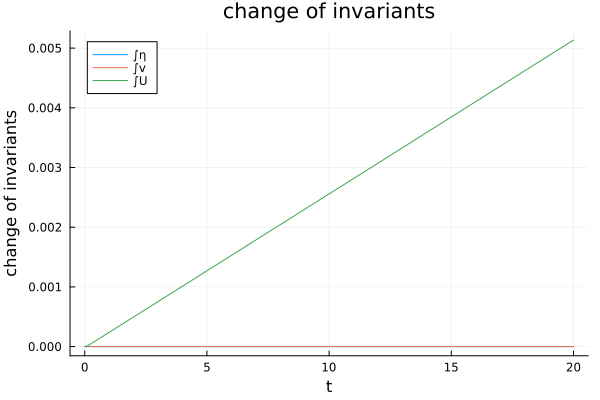 change of invariants
∫η
∫v
∫U
change of invariants
0.005
0.004
0.003
0.002
0.001
0.000
0
5
10
15
20
t